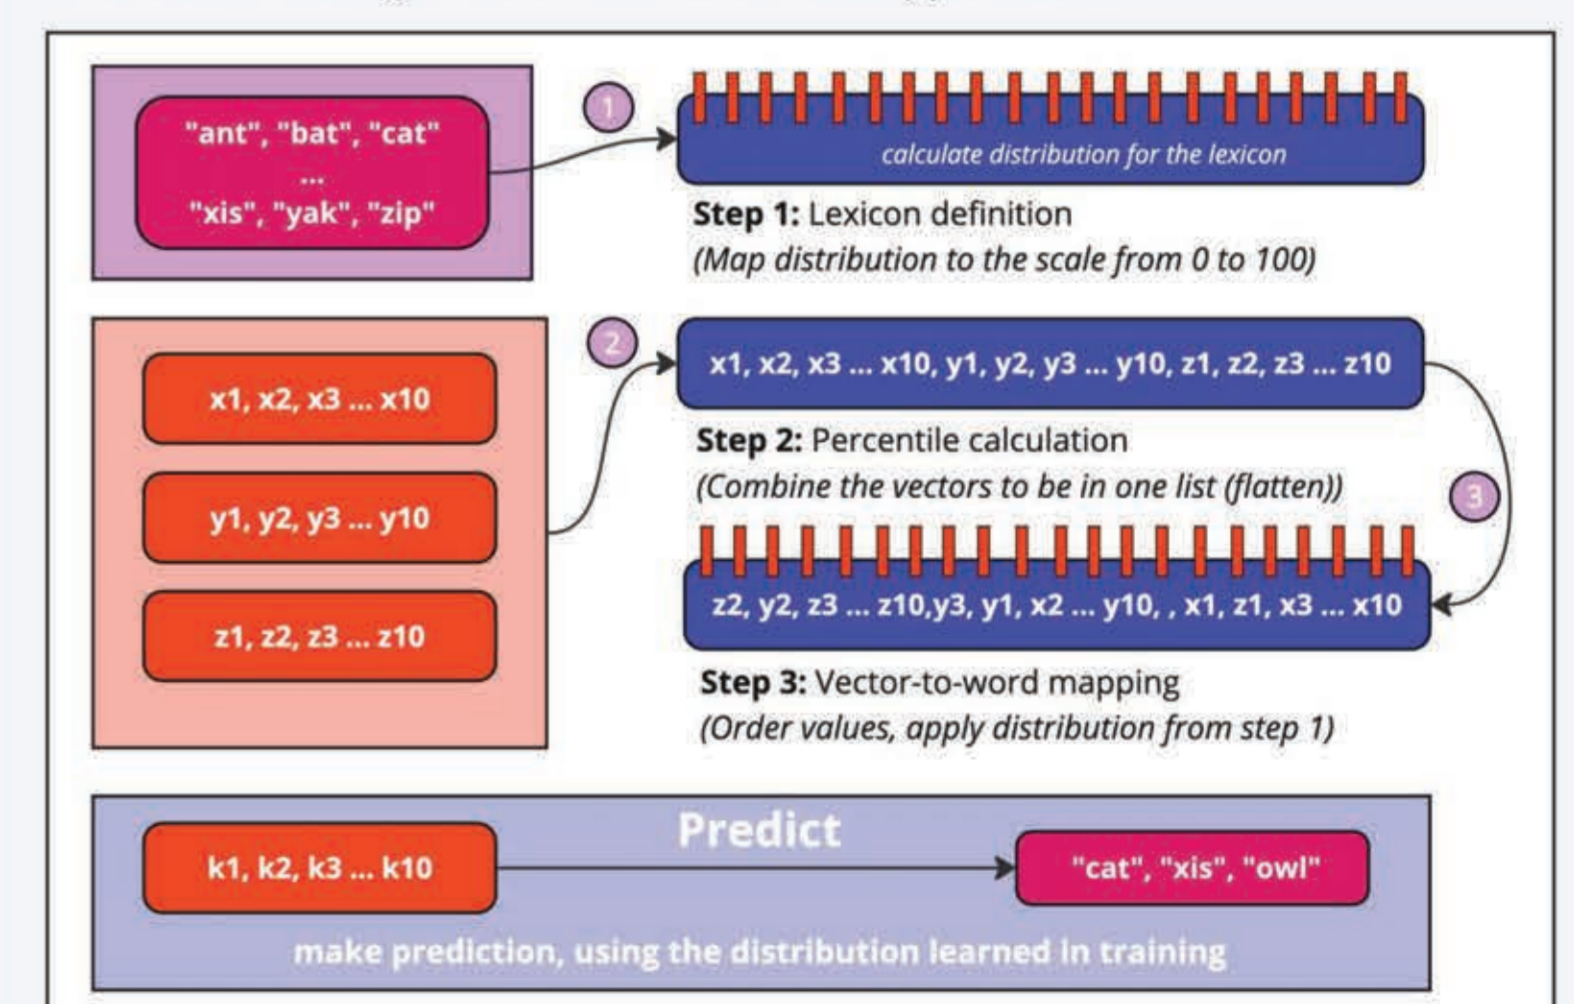 "ant", "bat", "cat"
...
"xis", "yak", "zip"
1
calculate distribution for the lexicon
Step 1: Lexicon definition
(Map distribution to the scale from 0 to 100)
x1, x2, x3 ... x10
y1, y2, y3 ... y10
z1, z2, z3 ... z10
2
x1, x2, x3 ... x10, y1, y2, y3 ... y10, z1, z2, z3 ... z10
Step 2: Percentile calculation
(Combine the vectors to be in one list (flatten))
3
z2, y2, z3 ... z10,y3, y1, x2 ... y10, , x1, z1, x3 ... x10
Step 3: Vector-to-word mapping
(Order values, apply distribution from step 1)
Predict
k1, k2, k3 ... k10
"cat", "xis", "owl"
make prediction, using the distribution learned in training